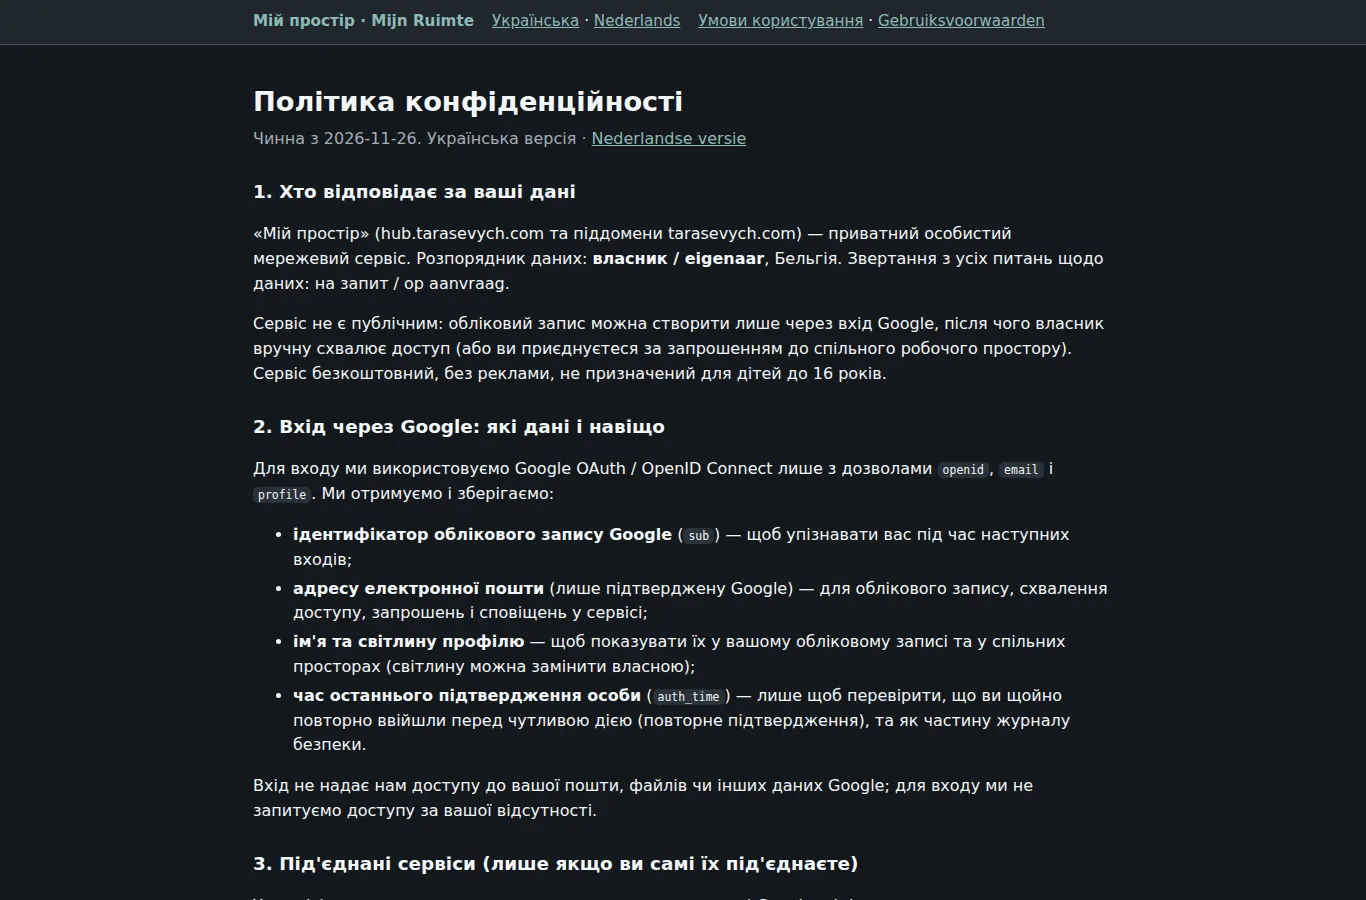 Мій простір · Mijn Ruimte Українська · Nederlands Умови користування · Gebruiksvoorwaarden
Політика конфіденційності
Чинна з 2026-11-26. Українська версія · Nederlandse versie
1. Хто відповідає за ваші дані
«Мій простір» (hub.tarasevych.com та піддомени tarasevych.com) — приватний особистий
мережевий сервіс. Розпорядник даних: власник / eigenaar, Бельгія. Звертання з усіх питань щодо
даних: на запит / op aanvraag.
Сервіс не є публічним: обліковий запис можна створити лише через вхід Google, після чого власник
вручну схвалює доступ (або ви приєднуєтеся за запрошенням до спільного робочого простору).
Сервіс безкоштовний, без реклами, не призначений для дітей до 16 років.
2. Вхід через Google: які дані і навіщо
Для входу ми використовуємо Google OAuth / OpenID Connect лише з дозволами openid, email і
profile. Ми отримуємо і зберігаємо:
• ідентифікатор облікового запису Google (sub) — щоб упізнавати вас під час наступних
входів;
• адресу електронної пошти (лише підтверджену Google) — для облікового запису, схвалення
доступу, запрошень і сповіщень у сервісі;
• ім'я та світлину профілю — щоб показувати їх у вашому обліковому записі та у спільних
просторах (світлину можна замінити власною);
• час останнього підтвердження особи (auth_time) — лише щоб перевірити, що ви щойно
повторно ввійшли перед чутливою дією (повторне підтвердження), та як частину журналу
безпеки.
Вхід не надає нам доступу до вашої пошти, файлів чи інших даних Google; для входу ми не
запитуємо доступу за вашої відсутності.
3. Під'єднані сервіси (лише якщо ви самі їх під'єднаєте)